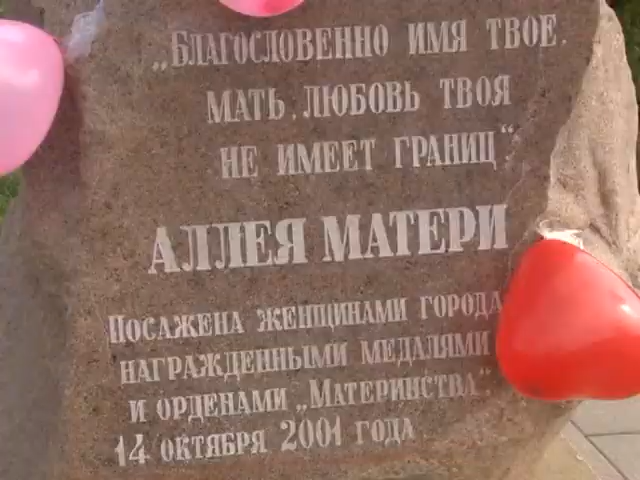 „Благословенно имя твое,
мать, любовь твоя
не имеет границ“.
Аллея Матери
Посажена женщинами города
награжденными медалями
и орденами „Материнства“
14 октября 2001 года